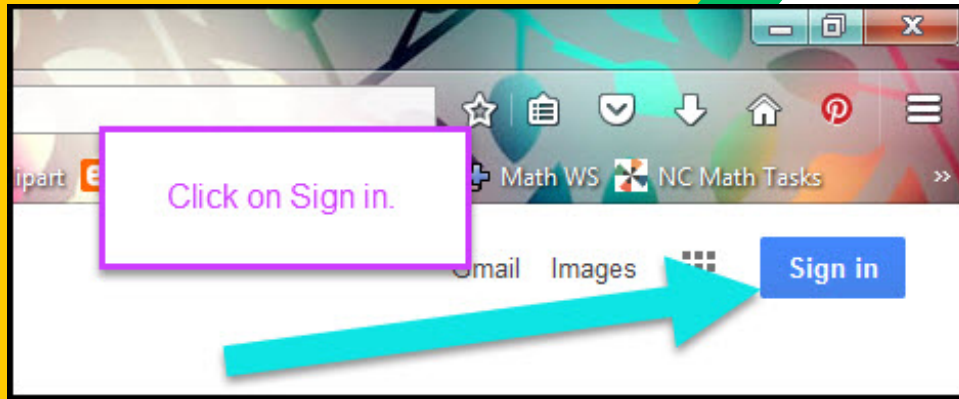 ipart Math WS NC Math Tasks »
Click on Sign in.
Gmail Images Sign in